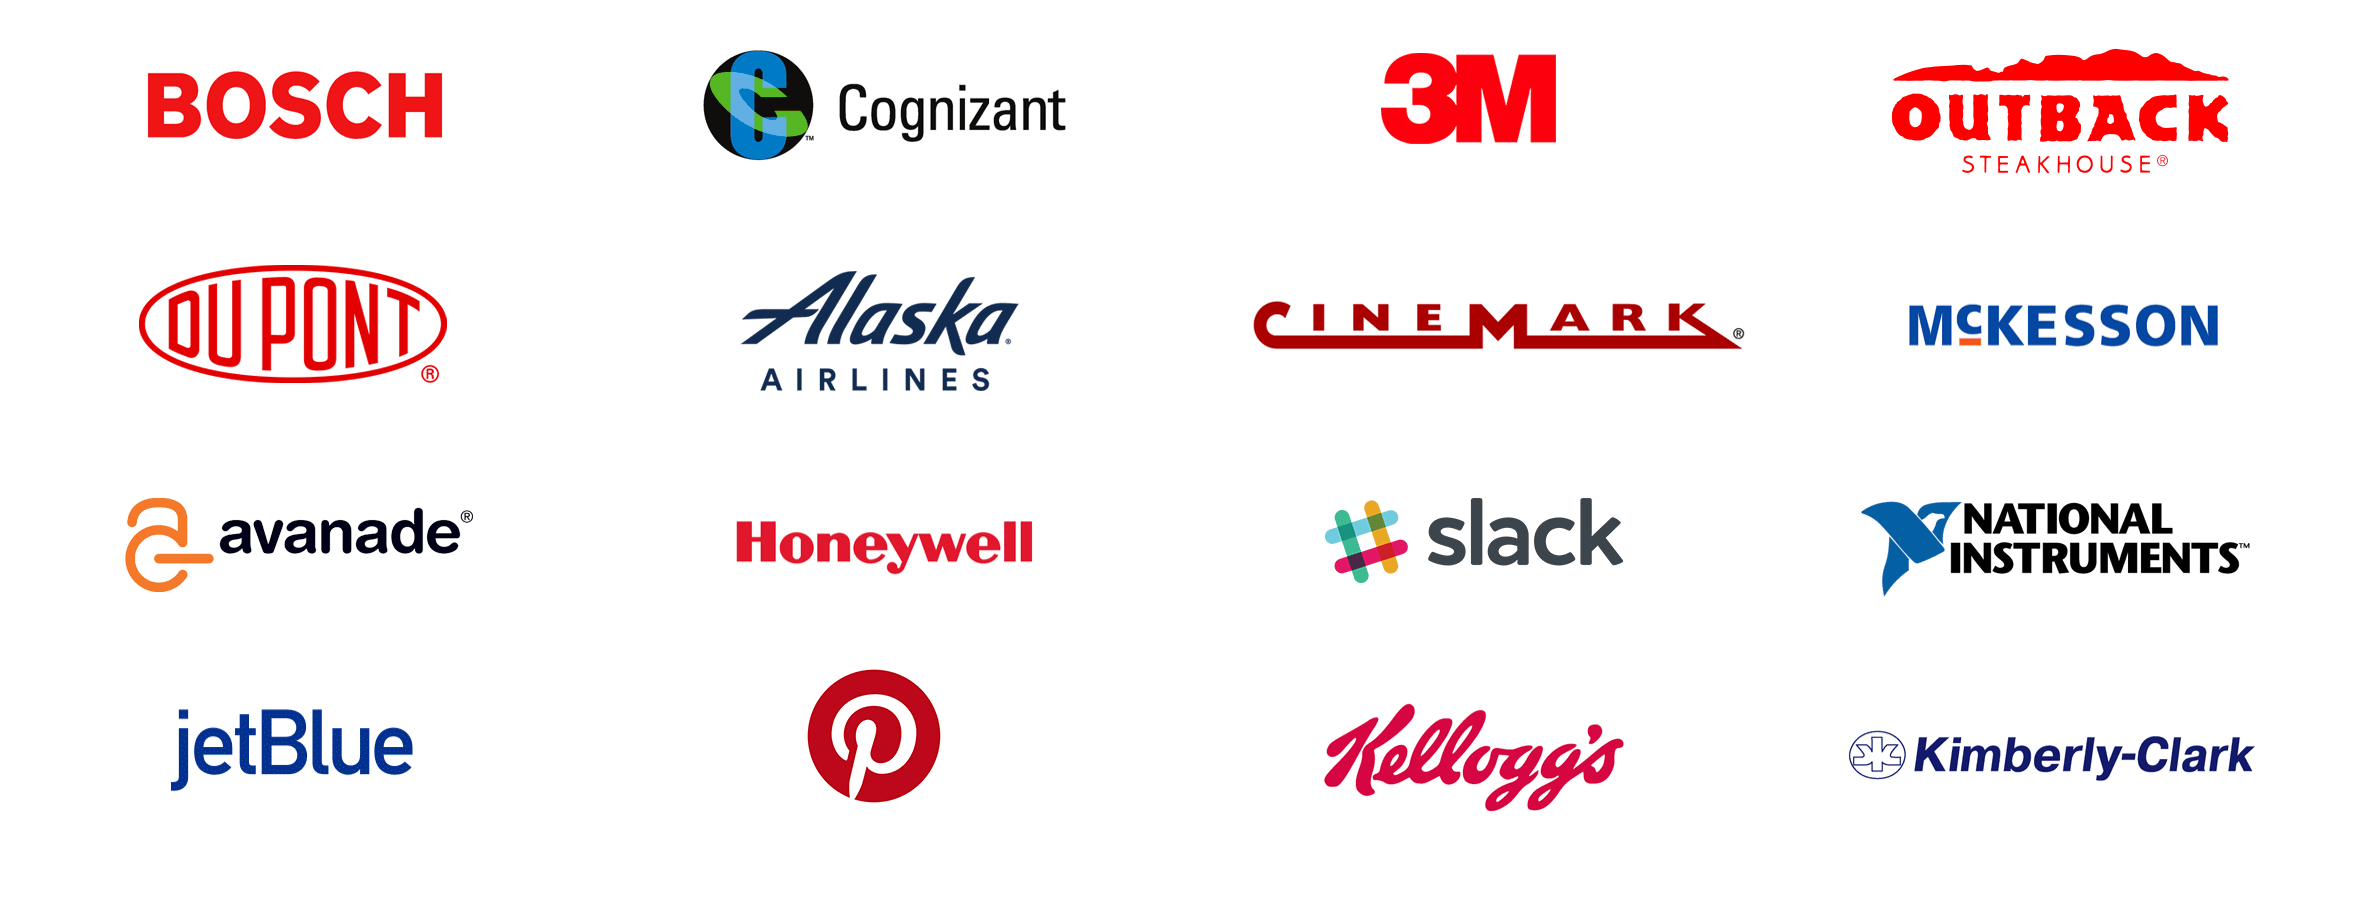 BOSCH
Cognizant
™
3M
OUTBACK
STEAKHOUSE®
DU PONT
®
Alaska
AIRLINES
CINEMARK®
MCKESSON
avanade®
Honeywell
slack
NATIONAL
INSTRUMENTS™
jetBlue
Kellogg's
Kimberly-Clark